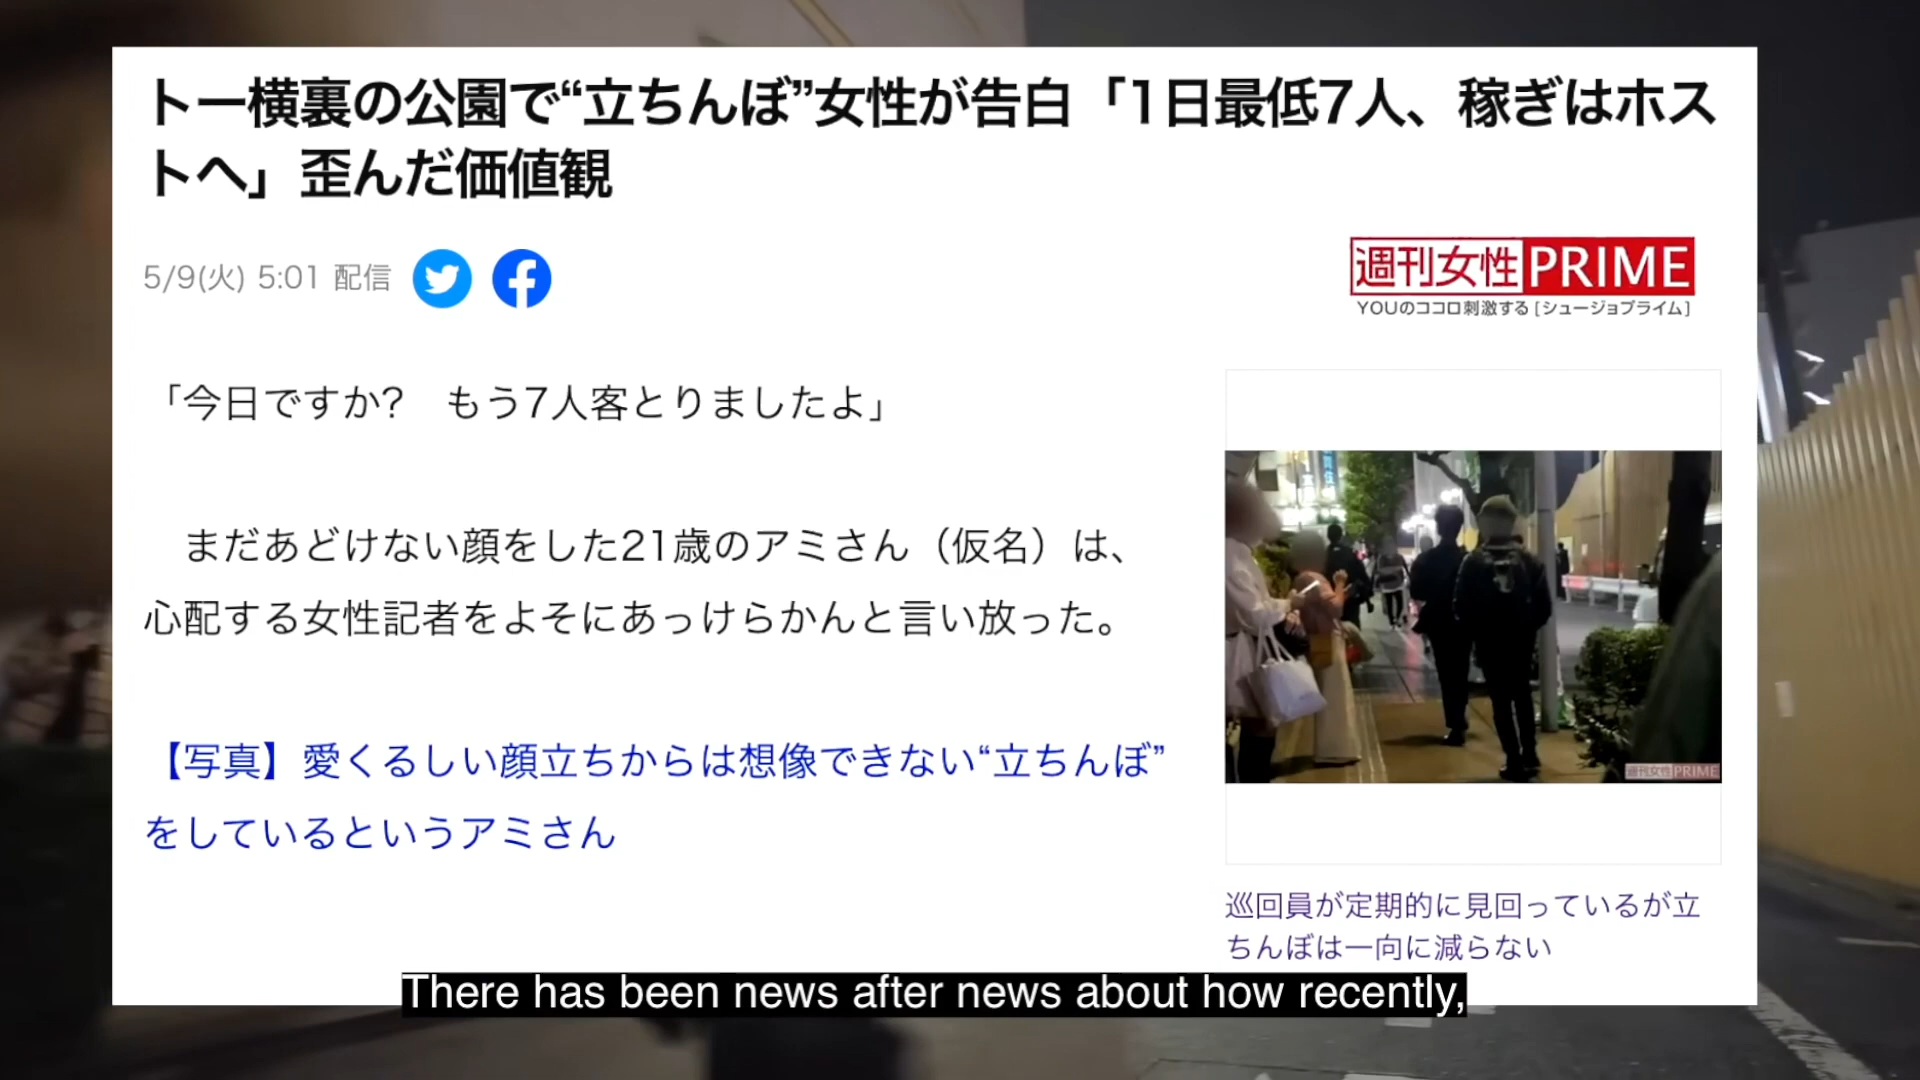 トー横裏の公園で“立ちんぼ”女性が告白「1日最低7人、稼ぎはホス
トへ」歪んだ価値観
5/9(火) 5:01 配信
週刊女性PRIME
YOUのココロ刺激する [シュージョプライム]
「今日ですか?　もう7人客とりましたよ」
まだあどけない顔をした21歳のアミさん（仮名）は、
心配する女性記者をよそにあっけらかんと言い放った。
【写真】愛くるしい顔立ちからは想像できない“立ちんぼ”
をしているというアミさん
週刊女性PRIME
巡回員が定期的に見回っているが立
ちんぼは一向に減らない
There has been news after news about how recently,